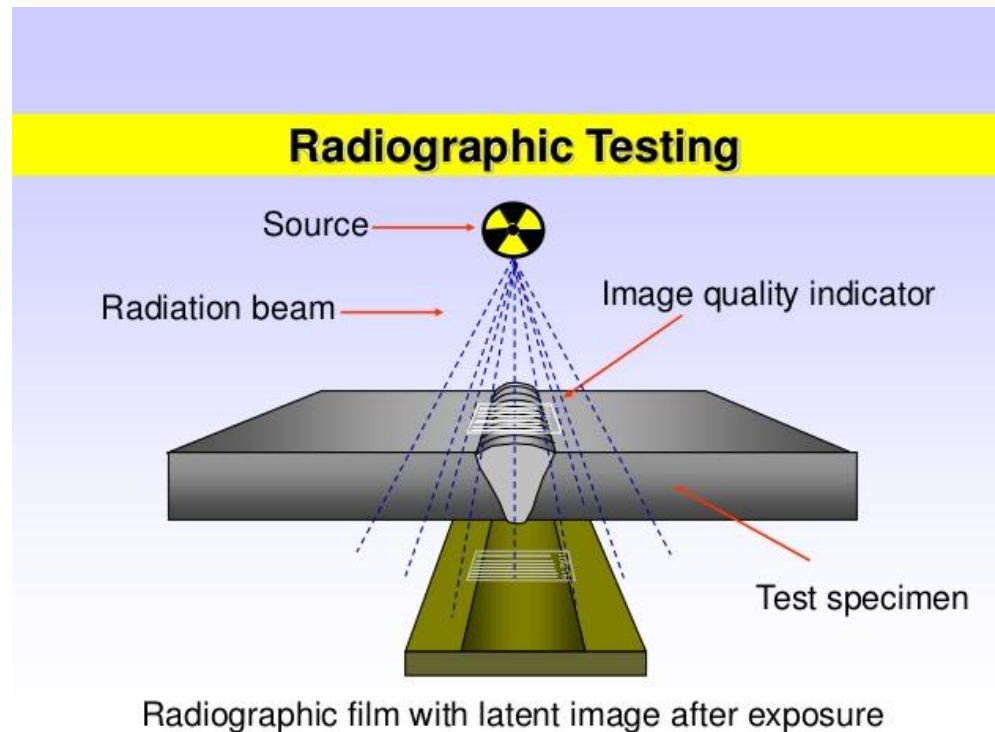 Radiographic Testing
Source
Radiation beam
Image quality indicator
Test specimen
Radiographic film with latent image after exposure